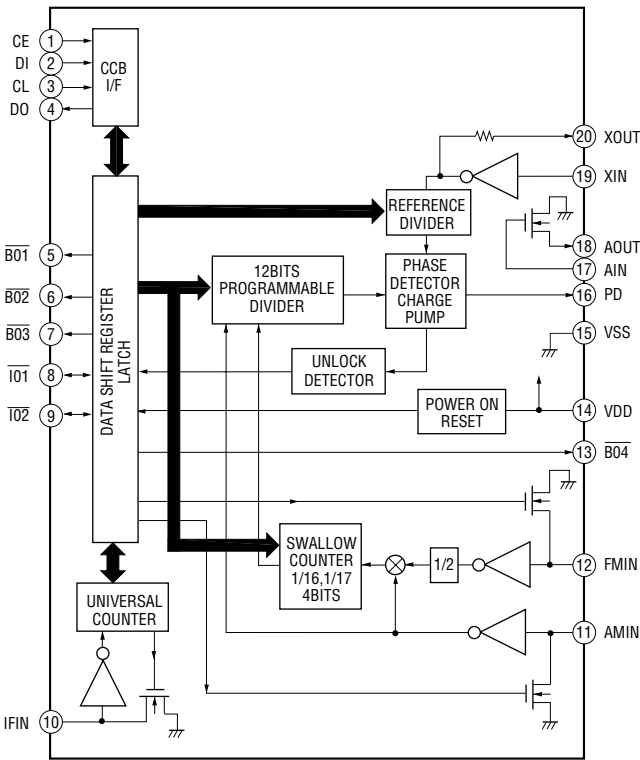 CE 1
DI 2
CL 3
DO 4
CCB
I/F
20 XOUT
19 XIN
REFERENCE
DIVIDER
18 AOUT
17 AIN
B01 5
B02 6
B03 7
I01 8
I02 9
DATA SHIFT REGISTER
LATCH
12BITS
PROGRAMMABLE
DIVIDER
PHASE
DETECTOR
CHARGE
PUMP
16 PD
15 VSS
UNLOCK
DETECTOR
POWER ON
RESET
14 VDD
13 B04
SWALLOW
COUNTER
1/16,1/17
4BITS
1/2
12 FMIN
UNIVERSAL
COUNTER
11 AMIN
IFIN 10